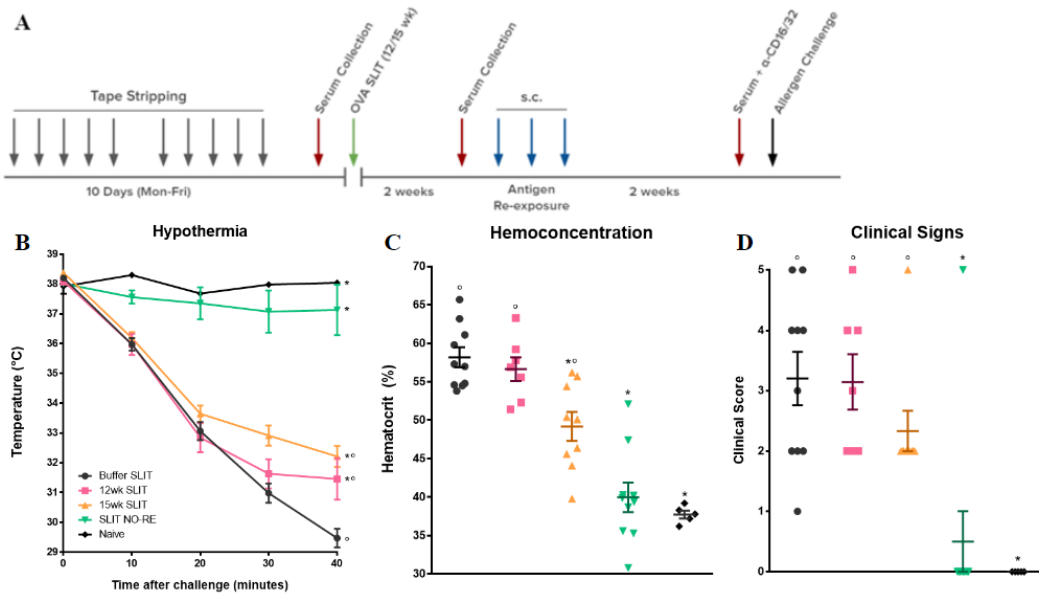 A
Tape Stripping
Serum Collection
OVA SLIT (12/15 wk)
Serum Collection
s.c.
Serum + α-CD16/32
Allergen Challenge
10 Days (Mon-Fri)
2 weeks
Antigen
Re-exposure
2 weeks
B
Hypothermia
Temperature (°C)
39
38
37
36
35
34
33
32
31
30
29
*
*
*°
*°
°
Buffer SLIT
12wk SLIT
15wk SLIT
SLIT NO-RE
Naive
0
10
20
30
40
Time after challenge (minutes)
C
Hemoconcentration
Hematocrit (%)
70
65
60
55
50
45
40
35
30
°
°
*°
*
*
D
Clinical Signs
Clinical Score
5
4
3
2
1
0
°
°
°
*
*